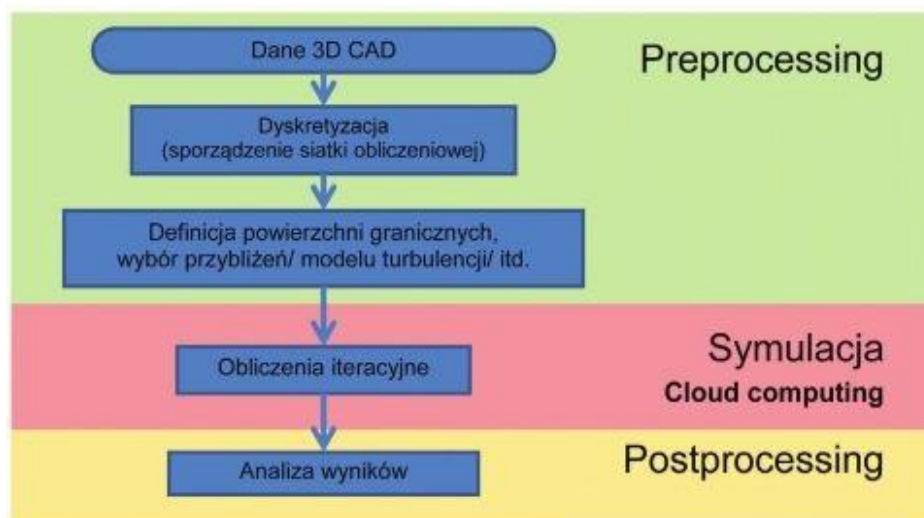 Dane 3D CAD
Preprocessing
Dyskretyzacja
(sporządzenie siatki obliczeniowej)
Definicja powierzchni granicznych,
wybór przybliżeń/ modelu turbulencji/ itd.
Symulacja
Obliczenia iteracyjne
Cloud computing
Postprocessing
Analiza wyników